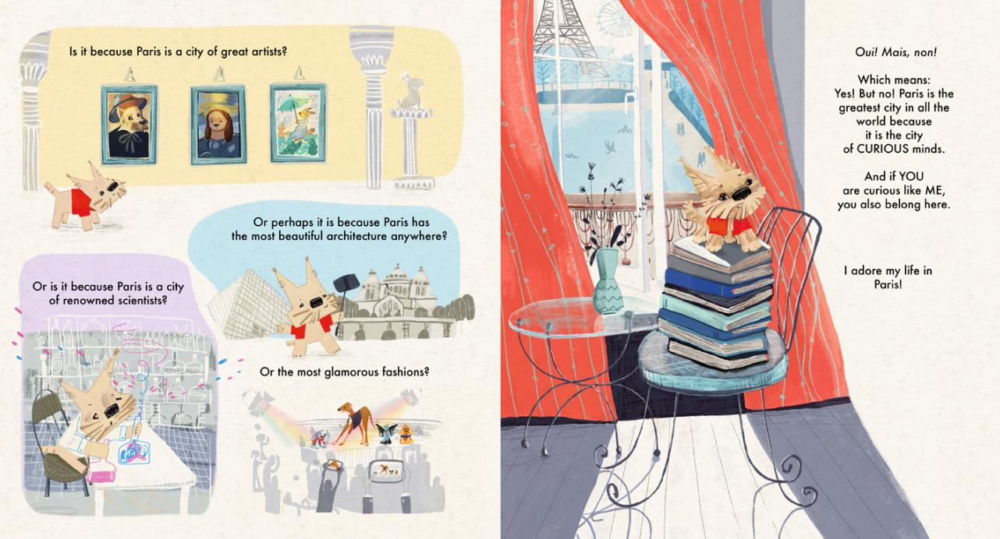 Is it because Paris is a city of great artists?
Or perhaps it is because Paris has
the most beautiful architecture anywhere?
Or is it because Paris is a city
of renowned scientists?
Or the most glamorous fashions?
Oui! Mais, non!
Which means:
Yes! But no! Paris is the
greatest city in all the
world because
it is the city
of CURIOUS minds.
And if YOU
are curious like ME,
you also belong here.
I adore my life in
Paris!